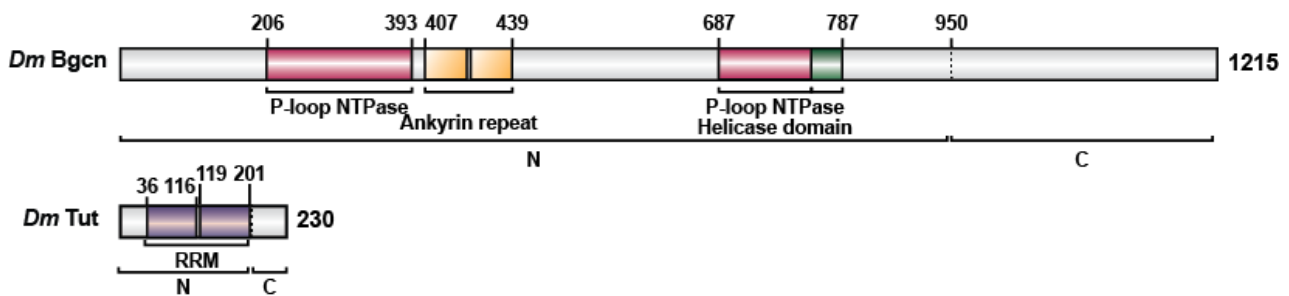 206 393 407 439 687 787 950
Dm Bgcn 1215
P-loop NTPase Ankyrin repeat P-loop NTPase
Helicase domain
N C
36 116 119 201
Dm Tut 230
RRM
N C